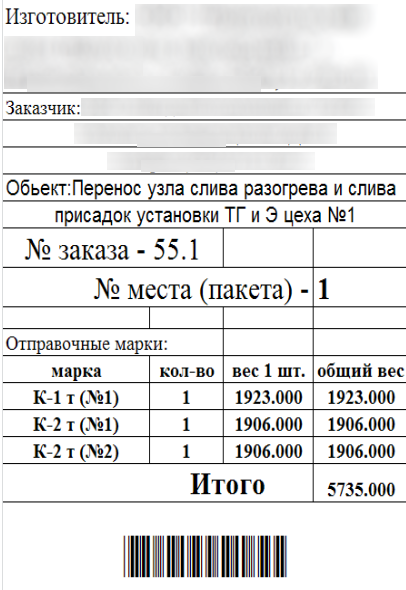 Изготовитель:
Заказчик:
Обьект:Перенос узла слива разогрева и слива
присадок установки ТГ и Э цеха №1
№ заказа - 55.1
№ места (пакета) - 1
Отправочные марки:
марка кол-во вес 1 шт. общий вес
К-1 т (№1) 1 1923.000 1923.000
К-2 т (№1) 1 1906.000 1906.000
К-2 т (№2) 1 1906.000 1906.000
Итого 5735.000